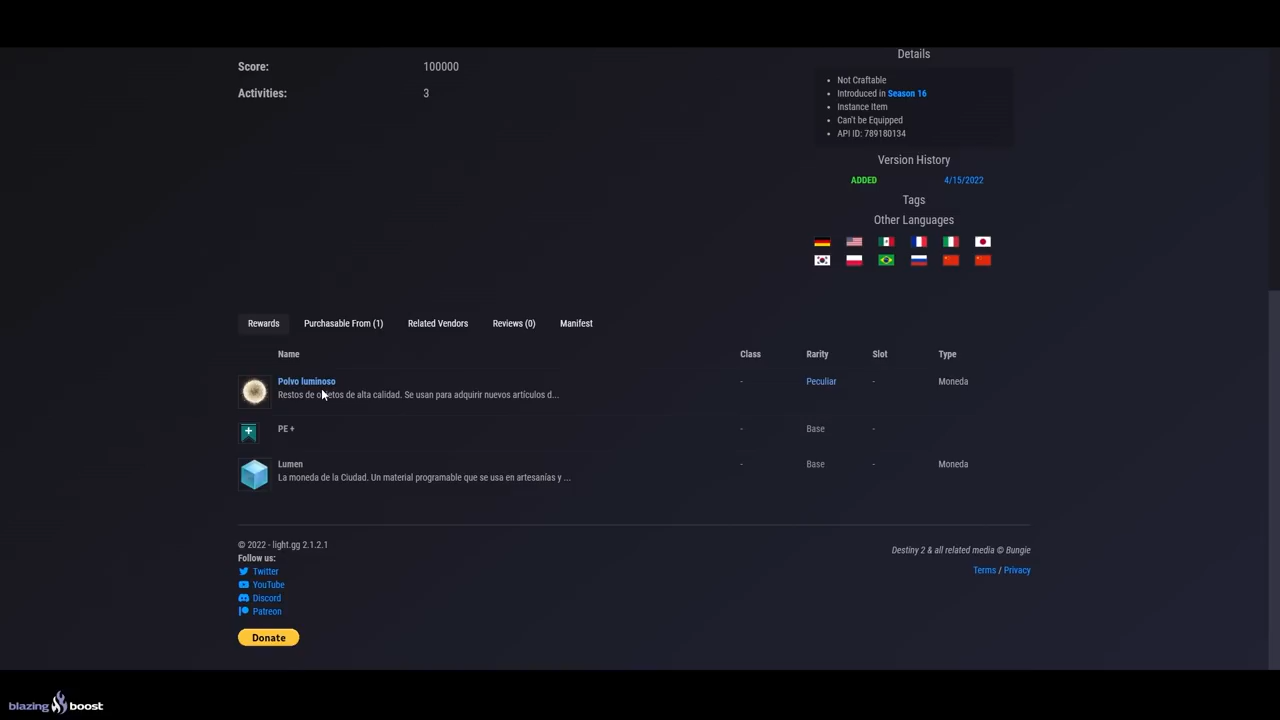 Details
Score: 100000
Activities: 3
Not Craftable
Introduced in Season 16
Instance Item
Can't be Equipped
API ID: 789180134
Version History
ADDED 4/15/2022
Tags
Other Languages
Rewards Purchasable From (1) Related Vendors Reviews (0) Manifest
Name Class Rarity Slot Type
Polvo luminoso - Peculiar - Moneda
Restos de objetos de alta calidad. Se usan para adquirir nuevos artículos d...
PE + - Base -
Lumen - Base - Moneda
La moneda de la Ciudad. Un material programable que se usa en artesanías y ...
© 2022 - light.gg 2.1.2.1
Destiny 2 & all related media © Bungie
Follow us:
Twitter
Terms / Privacy
YouTube
Discord
Patreon
Donate
blazing boost